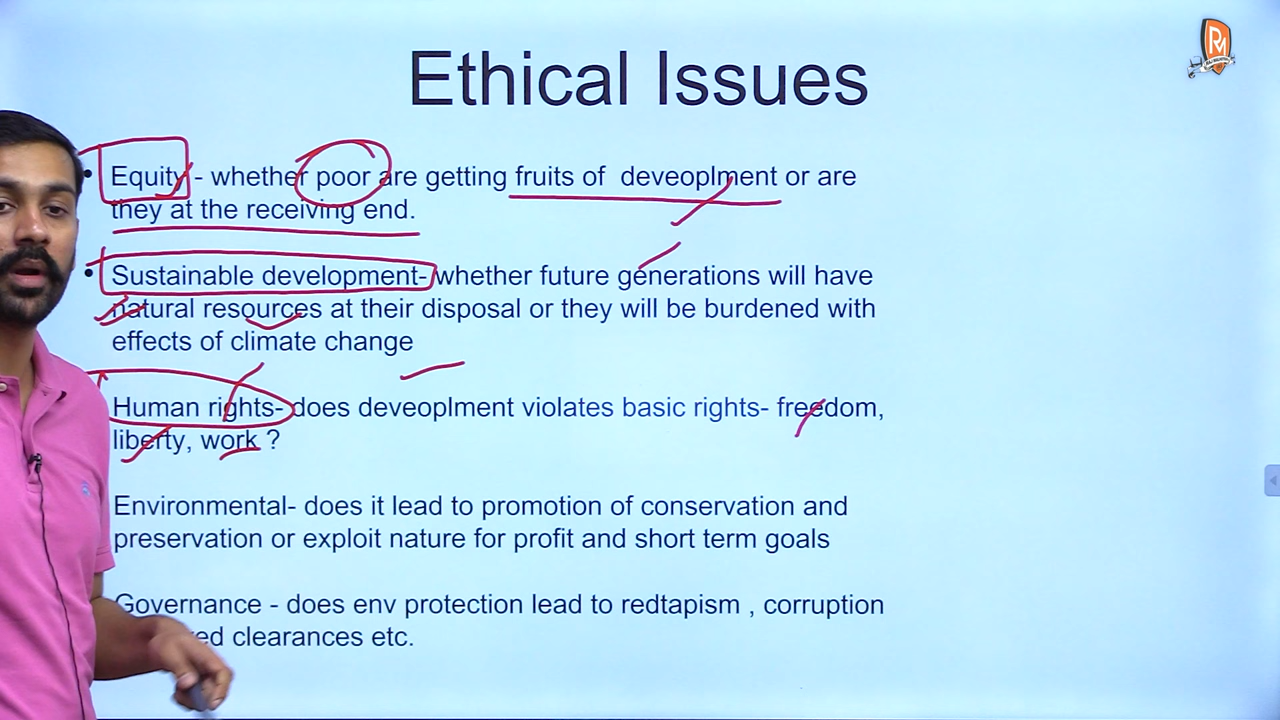 Ethical Issues
• Equity - whether poor are getting fruits of deveoplment or are
they at the receiving end.
• Sustainable development- whether future generations will have
natural resources at their disposal or they will be burdened with
effects of climate change
Human rights- does deveoplment violates basic rights- freedom,
liberty, work ?
Environmental- does it lead to promotion of conservation and
preservation or exploit nature for profit and short term goals
Governance - does env protection lead to redtapism , corruption
clearances etc.
RM